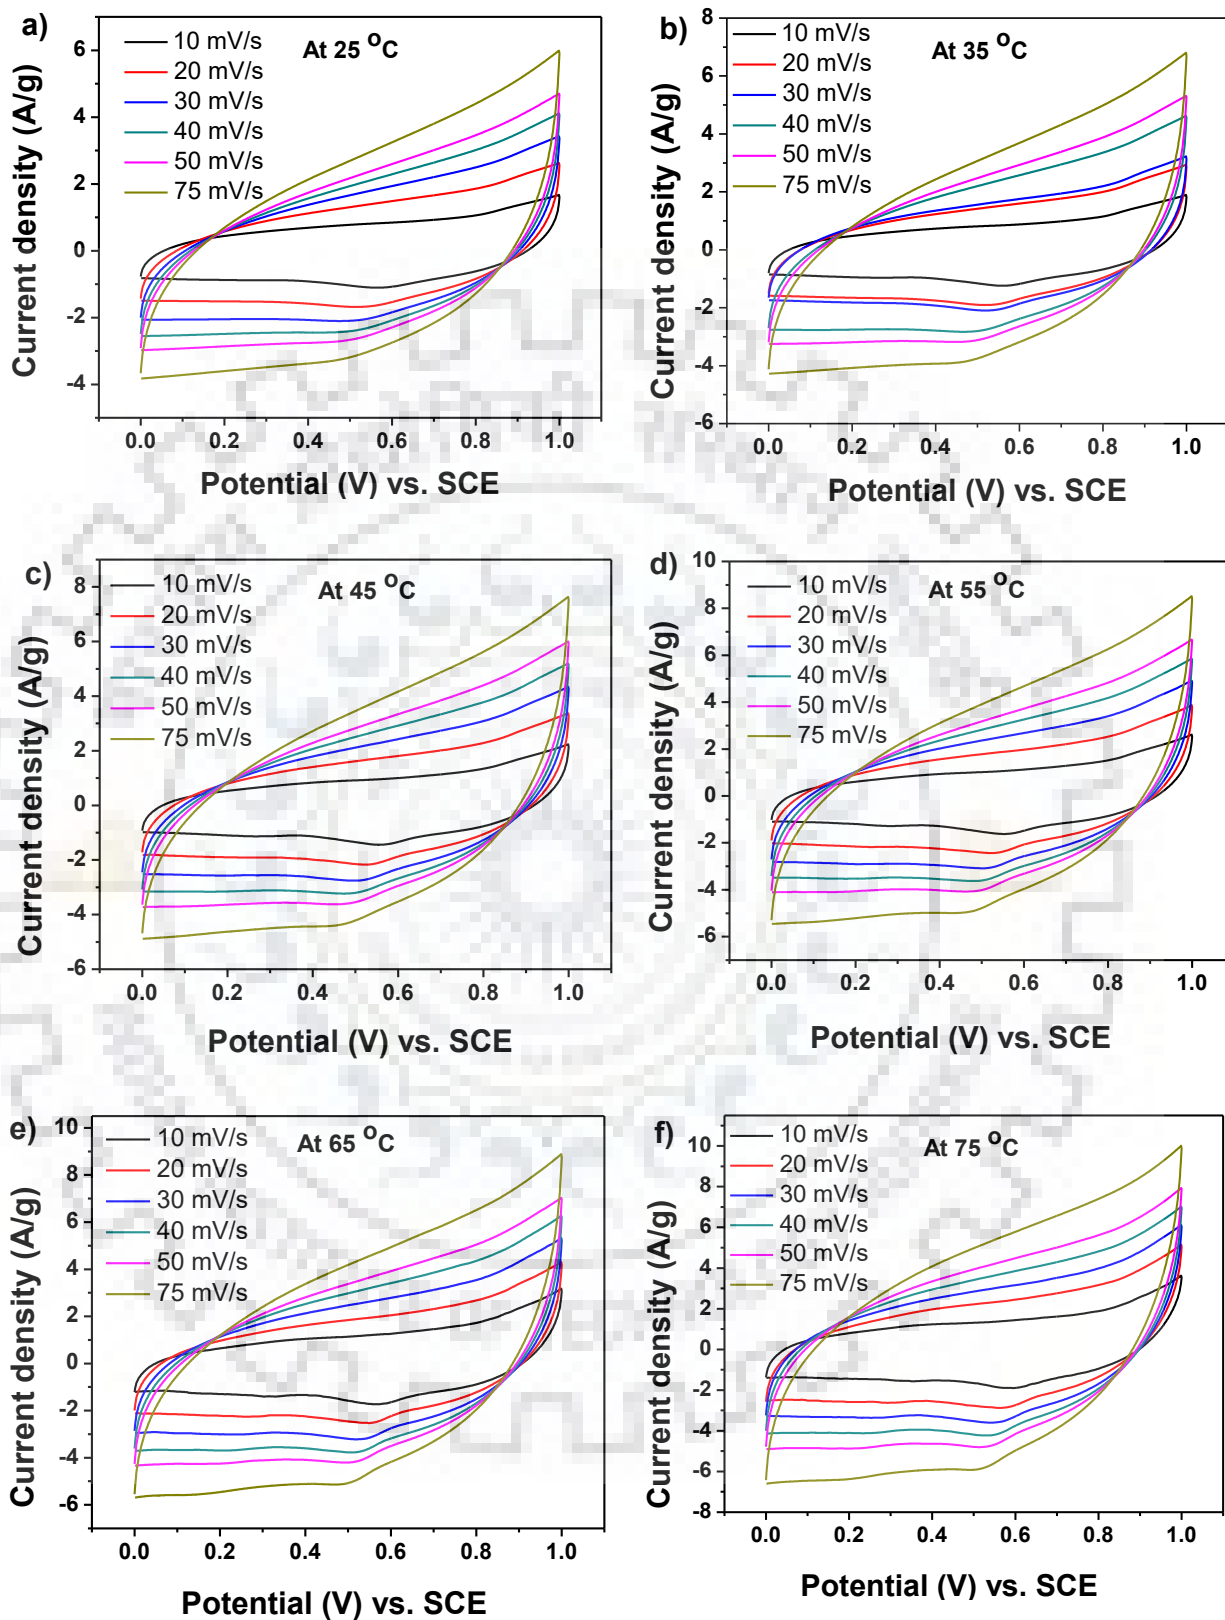 a)
At 25 °C
10 mV/s
20 mV/s
30 mV/s
40 mV/s
50 mV/s
75 mV/s
Current density (A/g)
6
4
2
0
-2
-4
0.0 0.2 0.4 0.6 0.8 1.0
Potential (V) vs. SCE
b)
At 35 °C
10 mV/s
20 mV/s
30 mV/s
40 mV/s
50 mV/s
75 mV/s
Current density (A/g)
8
6
4
2
0
-2
-4
-6
0.0 0.2 0.4 0.6 0.8 1.0
Potential (V) vs. SCE
c)
At 45 °C
10 mV/s
20 mV/s
30 mV/s
40 mV/s
50 mV/s
75 mV/s
Current density (A/g)
8
6
4
2
0
-2
-4
-6
0.0 0.2 0.4 0.6 0.8 1.0
Potential (V) vs. SCE
d)
At 55 °C
10 mV/s
20 mV/s
30 mV/s
40 mV/s
50 mV/s
75 mV/s
Current density (A/g)
10
8
6
4
2
0
-2
-4
-6
0.0 0.2 0.4 0.6 0.8 1.0
Potential (V) vs. SCE
e)
At 65 °C
10 mV/s
20 mV/s
30 mV/s
40 mV/s
50 mV/s
75 mV/s
Current density (A/g)
10
8
6
4
2
0
-2
-4
-6
0.0 0.2 0.4 0.6 0.8 1.0
Potential (V) vs. SCE
f)
At 75 °C
10 mV/s
20 mV/s
30 mV/s
40 mV/s
50 mV/s
75 mV/s
Current density (A/g)
10
8
6
4
2
0
-2
-4
-6
-8
0.0 0.2 0.4 0.6 0.8 1.0
Potential (V) vs. SCE